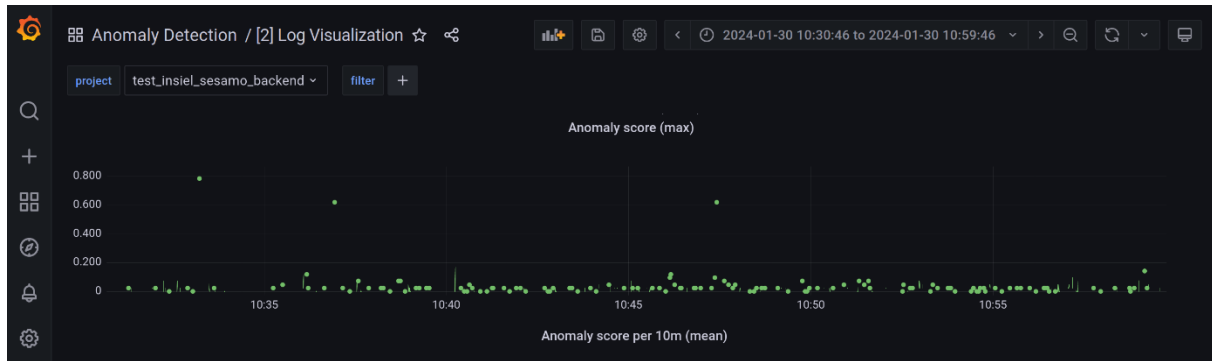 Anomaly Detection / [2] Log Visualization
2024-01-30 10:30:46 to 2024-01-30 10:59:46
project test_insiel_sesamo_backend filter +
Anomaly score (max)
0.800
0.600
0.400
0.200
0
10:35 10:40 10:45 10:50 10:55
Anomaly score per 10m (mean)